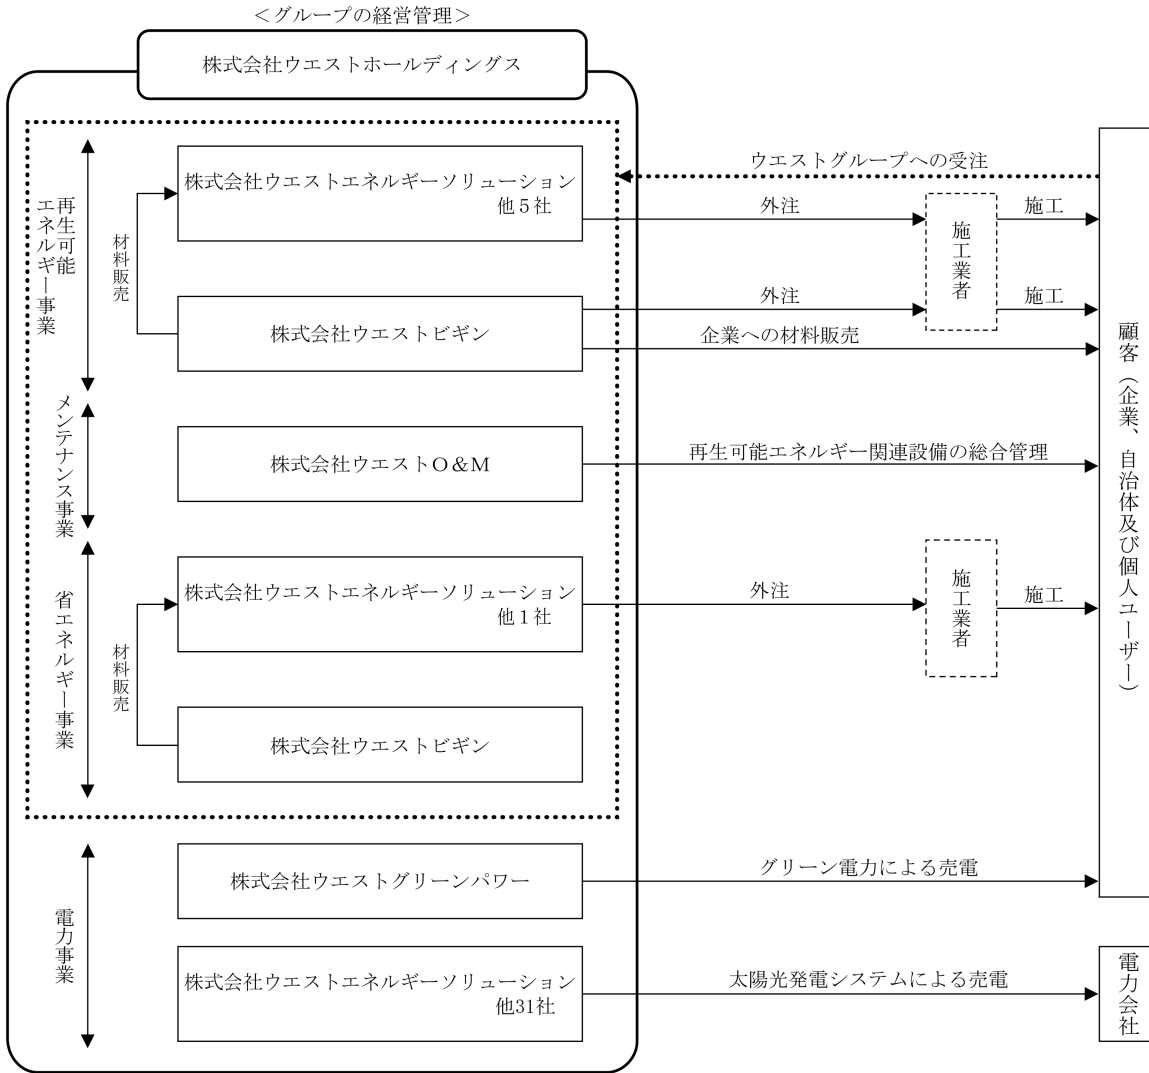 ＜グループの経営管理＞
株式会社ウエストホールディングス
再生可能
エネルギー事業
材料販売
株式会社ウエストエネルギーソリューション
他５社
株式会社ウエストビギン
ウエストグループへの受注
外注
施工業者
施工
外注
施工
企業への材料販売
メンテナンス事業
株式会社ウエストＯ＆Ｍ
再生可能エネルギー関連設備の総合管理
省エネルギー事業
材料販売
株式会社ウエストエネルギーソリューション
他１社
外注
施工業者
施工
株式会社ウエストビギン
顧客（企業、自治体及び個人ユーザー）
電力事業
株式会社ウエストグリーンパワー
グリーン電力による売電
株式会社ウエストエネルギーソリューション
他31社
太陽光発電システムによる売電
電力会社